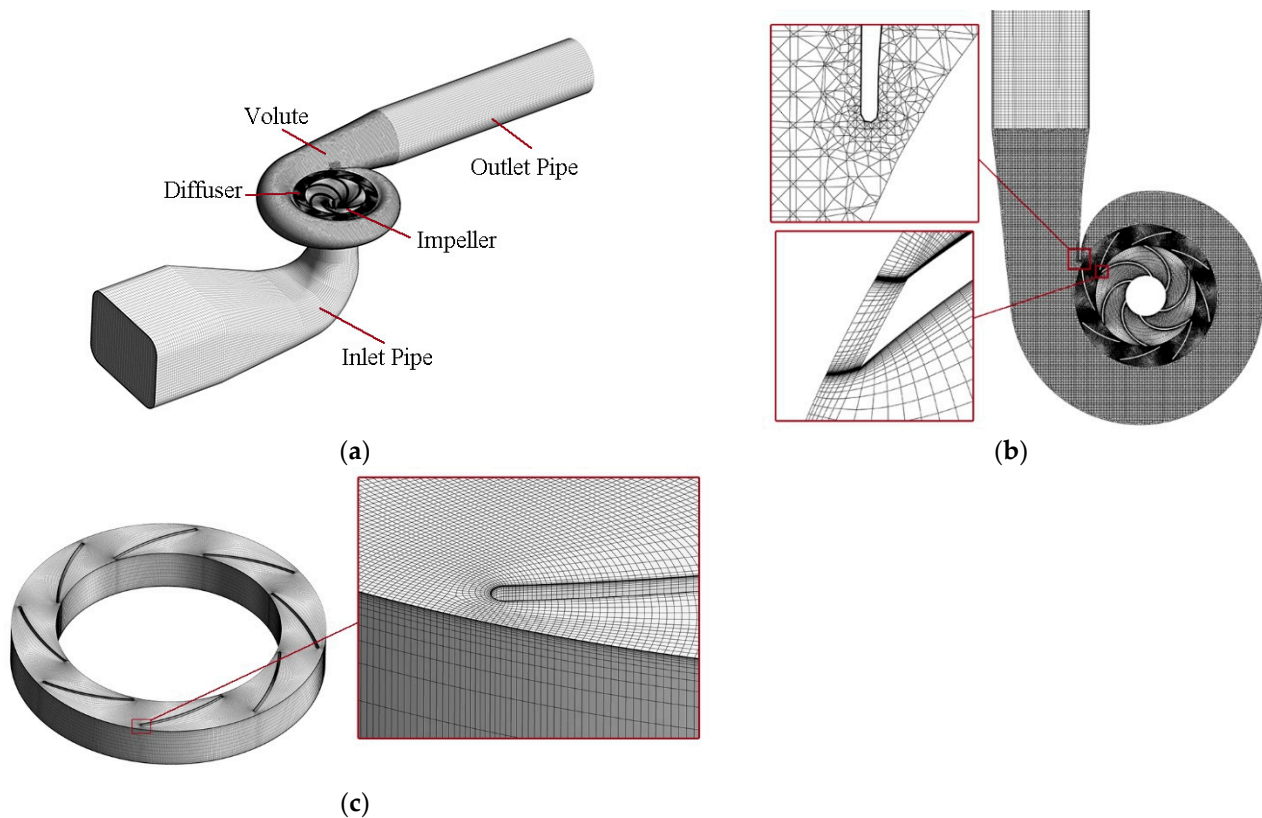 Volute
Outlet Pipe
Diffuser
Impeller
Inlet Pipe
(a)
(b)
(c)